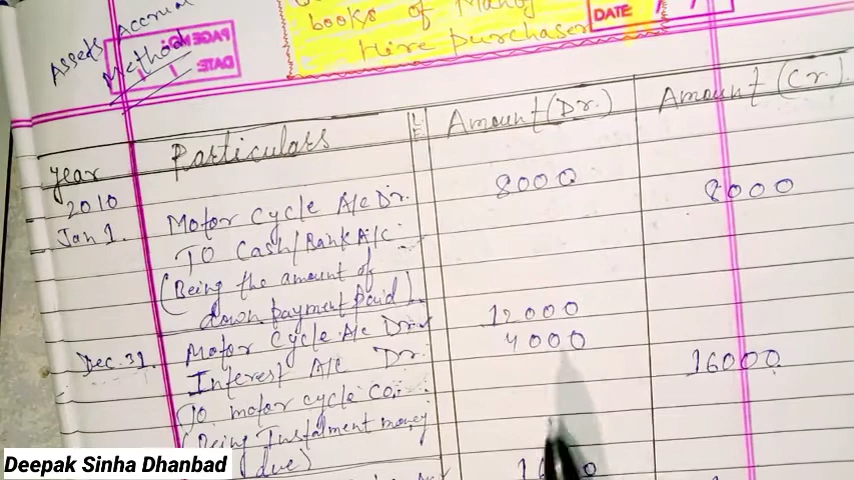 books of Manoj
Hire purchaser
DATE
Assets Accrual
Method
PAGE NO.
DATE
year
Particulars
L.F.
Amount (Dr.)
Amount (Cr.)
2010
Jan 1.
Motor Cycle A/c Dr.
8000
8000
TO Cash/Bank A/c
(Being the amount of
down payment paid)
Dec. 31.
Motor Cycle A/c Dr.
12000
Interest A/c Dr.
4000
TO motor cycle Co.
16000
(Being Instalment money
due)
Deepak Sinha Dhanbad